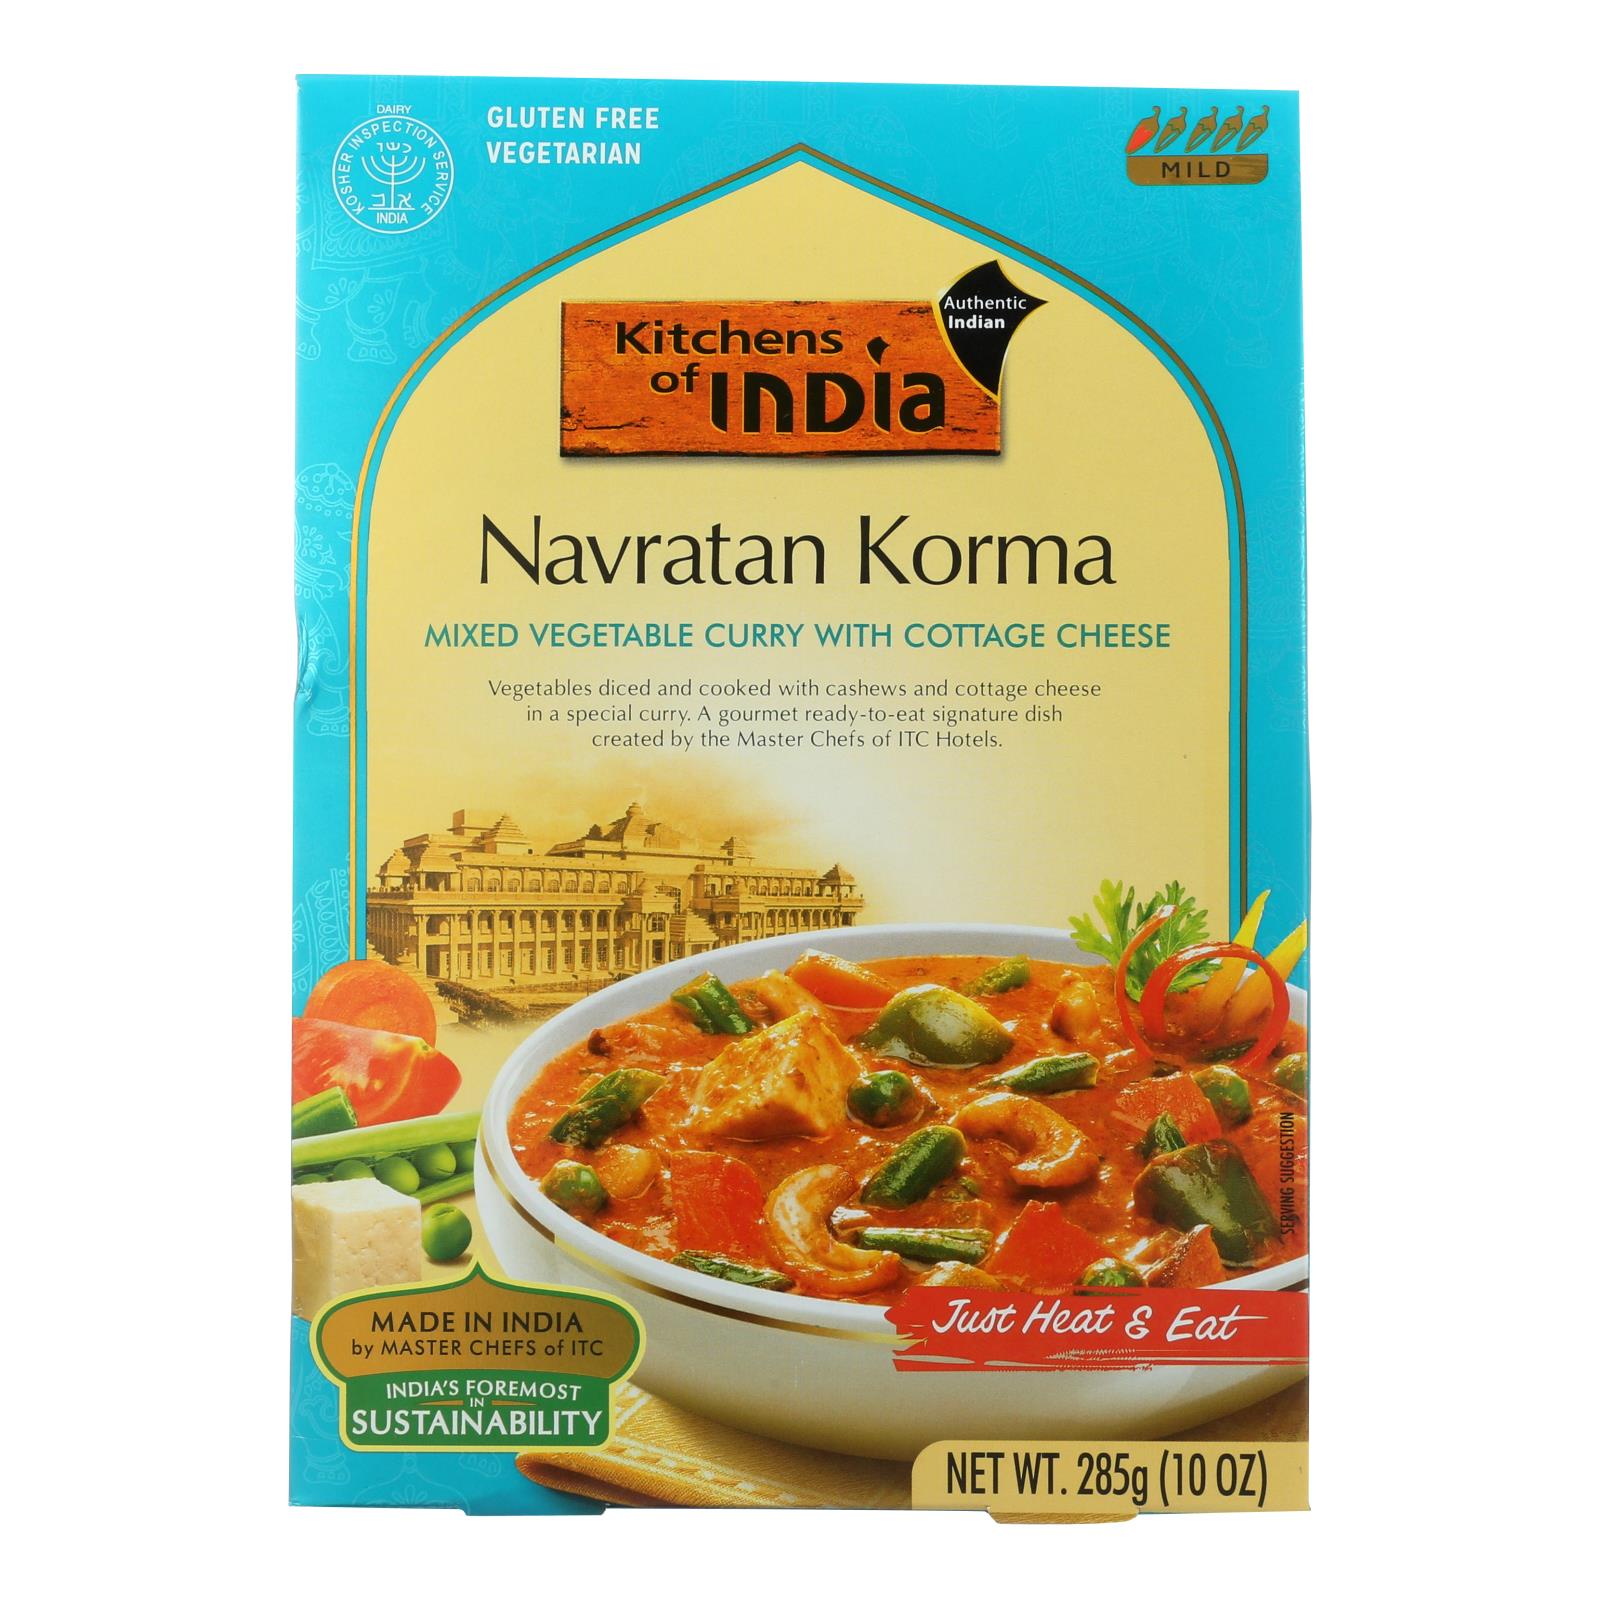 DAIRY
KOSHER INSPECTION SERVICE
כשר
א ב
INDIA
GLUTEN FREE
VEGETARIAN
MILD
Authentic
Indian
Kitchens
of INDIA
Navratan Korma
MIXED VEGETABLE CURRY WITH COTTAGE CHEESE
Vegetables diced and cooked with cashews and cottage cheese
in a special curry. A gourmet ready-to-eat signature dish
created by the Master Chefs of ITC Hotels.
SERVING SUGGESTION
Just Heat & Eat
MADE IN INDIA
by MASTER CHEFS of ITC
INDIA'S FOREMOST
IN
SUSTAINABILITY
NET WT. 285g (10 OZ)